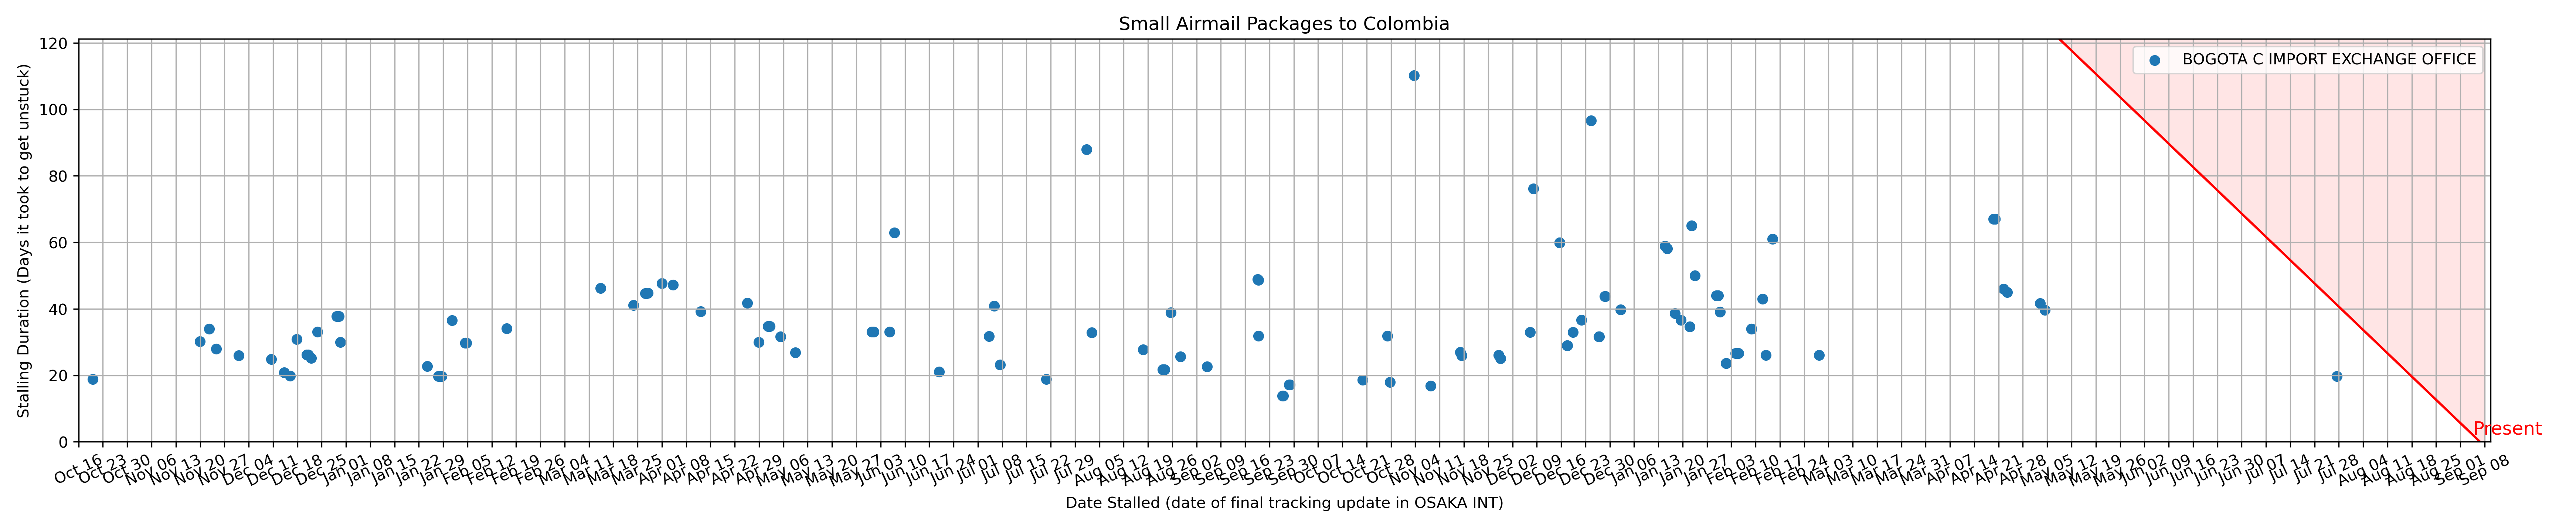 Small Airmail Packages to Colombia
BOGOTA C IMPORT EXCHANGE OFFICE
Stalling Duration (Days it took to get unstuck)
120
100
80
60
40
20
0
Present
Oct 16
Oct 23
Oct 30
Nov 06
Nov 13
Nov 20
Nov 27
Dec 04
Dec 11
Dec 18
Dec 25
Jan 01
Jan 08
Jan 15
Jan 22
Jan 29
Feb 05
Feb 12
Feb 19
Feb 26
Mar 04
Mar 11
Mar 18
Mar 25
Apr 01
Apr 08
Apr 15
Apr 22
Apr 29
May 06
May 13
May 20
May 27
Jun 03
Jun 10
Jun 17
Jun 24
Jul 01
Jul 08
Jul 15
Jul 22
Jul 29
Aug 05
Aug 12
Aug 19
Aug 26
Sep 02
Sep 09
Sep 16
Sep 23
Sep 30
Oct 07
Oct 14
Oct 21
Oct 28
Nov 04
Nov 11
Nov 18
Nov 25
Dec 02
Dec 09
Dec 16
Dec 23
Dec 30
Jan 06
Jan 13
Jan 20
Jan 27
Feb 03
Feb 10
Feb 17
Feb 24
Mar 03
Mar 10
Mar 17
Mar 24
Mar 31
Apr 07
Apr 14
Apr 21
Apr 28
May 05
May 12
May 19
May 26
Jun 02
Jun 09
Jun 16
Jun 23
Jun 30
Jul 07
Jul 14
Jul 21
Jul 28
Aug 04
Aug 11
Aug 18
Aug 25
Sep 01
Sep 08
Date Stalled (date of final tracking update in OSAKA INT)